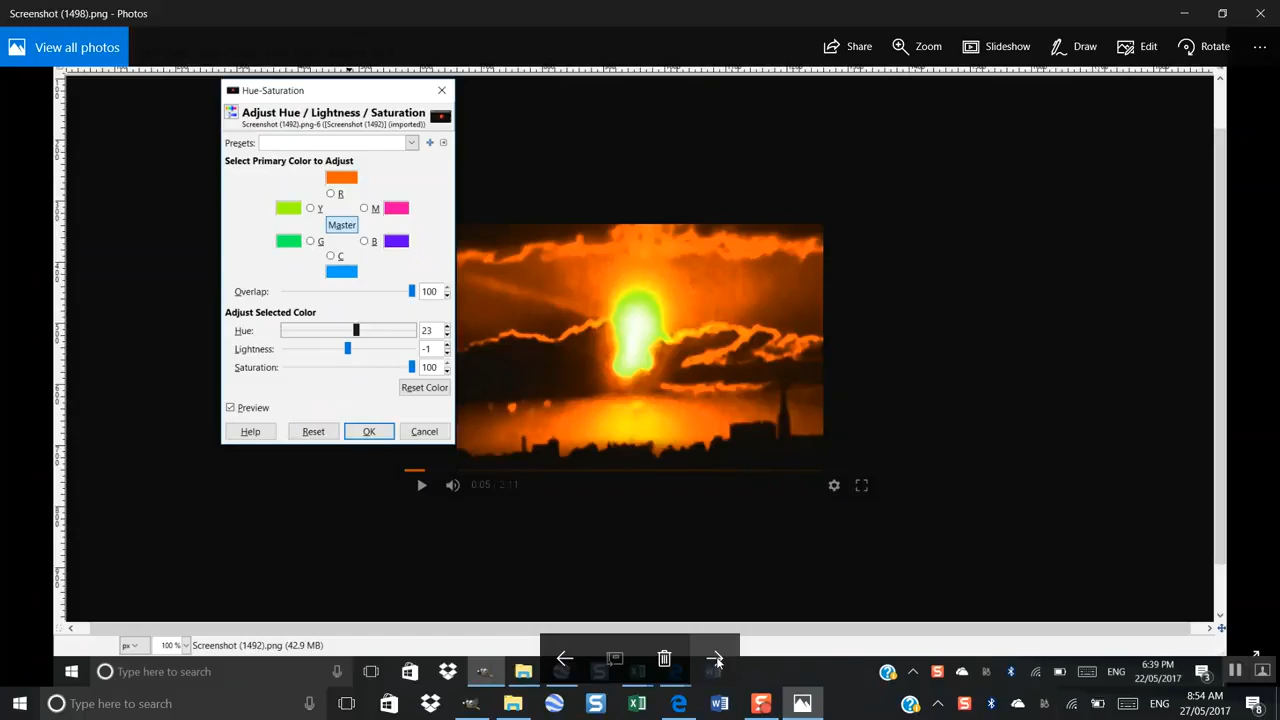 Screenshot (1498).png - Photos
View all photos
Share
Zoom
Slideshow
Draw
Edit
Rotate
Hue-Saturation
Adjust Hue / Lightness / Saturation
Screenshot (1492).png-6 ([Screenshot (1492)] (imported))
Presets:
Select Primary Color to Adjust
R
Y
M
Master
G
B
C
Overlap:
100
Adjust Selected Color
Hue:
23
Lightness:
-1
Saturation:
100
Reset Color
Preview
Help
Reset
OK
Cancel
0:05 / 2:11
px
100 %
Screenshot (1492).png (42.9 MB)
Type here to search
ENG
6:39 PM
22/05/2017
Type here to search
ENG
8:54 AM
27/05/2017
8